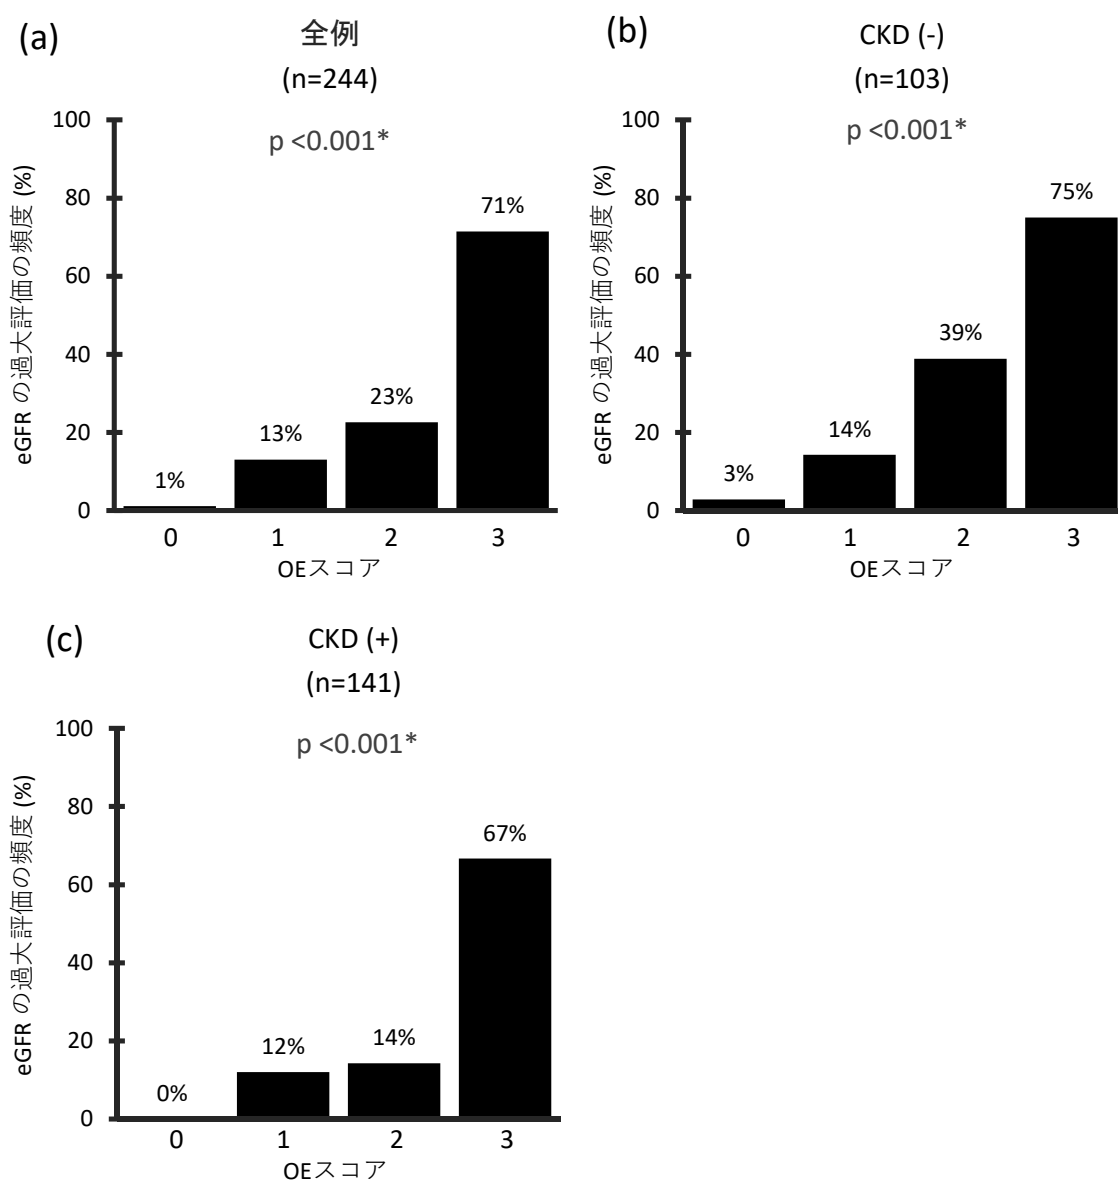 (a)
全例
(n=244)
p <0.001*
eGFR の過大評価の頻度 (%)
100
80
60
40
20
0
1%
13%
23%
71%
0 1 2 3
OEスコア
(b)
CKD (-)
(n=103)
p <0.001*
eGFR の過大評価の頻度 (%)
100
80
60
40
20
0
3%
14%
39%
75%
0 1 2 3
OEスコア
(c)
CKD (+)
(n=141)
p <0.001*
eGFR の過大評価の頻度 (%)
100
80
60
40
20
0
0%
12%
14%
67%
0 1 2 3
OEスコア